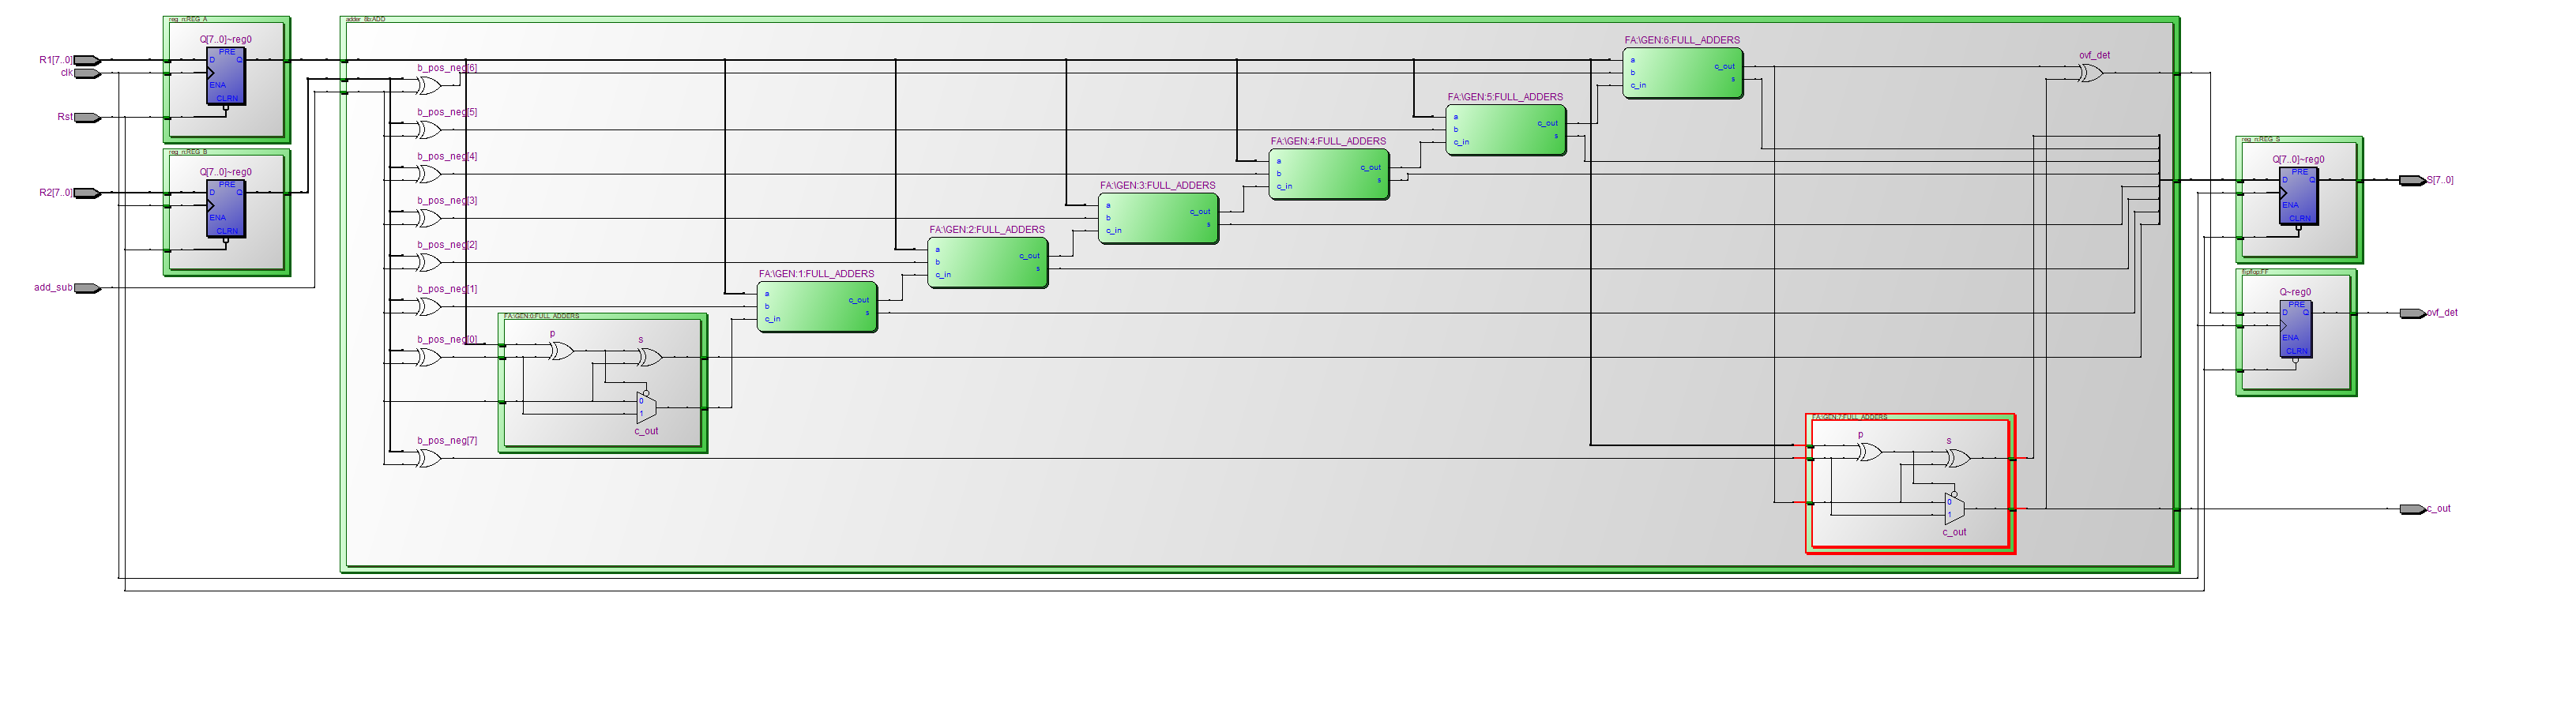 R1[7..0]
clk
Rst
R2[7..0]
add_sub
reg_n:REG_A
Q[7..0]~reg0
PRE
D
Q
ENA
CLRN
reg_n:REG_B
Q[7..0]~reg0
PRE
D
Q
ENA
CLRN
adder_8b:ADD
b_pos_neg[6]
b_pos_neg[5]
b_pos_neg[4]
b_pos_neg[3]
b_pos_neg[2]
b_pos_neg[1]
b_pos_neg[0]
b_pos_neg[7]
FA:\GEN:0:FULL_ADDERS
p
s
0
1
c_out
FA:\GEN:1:FULL_ADDERS
a
b
c_in
c_out
s
FA:\GEN:2:FULL_ADDERS
a
b
c_in
c_out
s
FA:\GEN:3:FULL_ADDERS
a
b
c_in
c_out
s
FA:\GEN:4:FULL_ADDERS
a
b
c_in
c_out
s
FA:\GEN:5:FULL_ADDERS
a
b
c_in
c_out
s
FA:\GEN:6:FULL_ADDERS
a
b
c_in
c_out
s
FA:\GEN:7:FULL_ADDERS
p
s
0
1
c_out
ovf_det
reg_n:REG_S
Q[7..0]~reg0
PRE
D
Q
ENA
CLRN
flipflop:FF
Q~reg0
PRE
D
Q
ENA
CLRN
S[7..0]
ovf_det
c_out